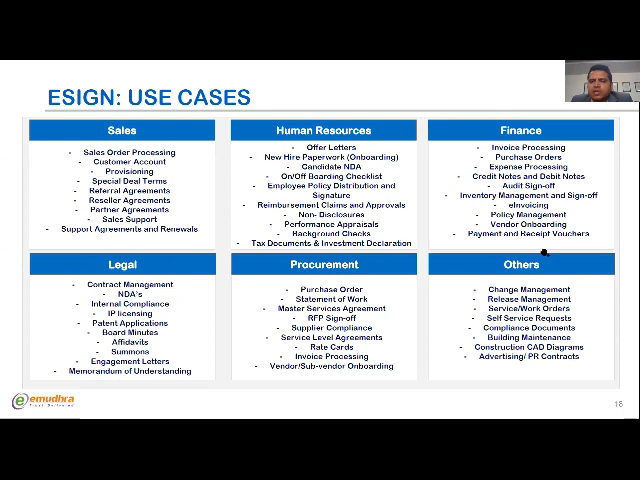 ESIGN: USE CASES
Sales
- Sales Order Processing
- Customer Account
- Provisioning
- Special Deal Terms
- Referral Agreements
- Reseller Agreements
- Partner Agreements
- Sales Support
- Support Agreements and Renewals
Human Resources
- Offer Letters
- New Hire Paperwork (Onboarding)
- Candidate NDA
- On/Off Boarding Checklist
- Employee Policy Distribution and
Signature
- Reimbursement Claims and Approvals
- Non- Disclosures
- Performance Appraisals
- Background Checks
- Tax Documents & Investment Declaration
Finance
- Invoice Processing
- Purchase Orders
- Expense Processing
- Credit Notes and Debit Notes
- Audit Sign-off
- Inventory Management and Sign-off
- eInvoicing
- Policy Management
- Vendor Onboarding
- Payment and Receipt Vouchers
Legal
- Contract Management
- NDA's
- Internal Compliance
- IP licensing
- Patent Applications
- Board Minutes
- Affidavits
- Summons
- Engagement Letters
- Memorandum of Understanding
Procurement
- Purchase Order
- Statement of Work
- Master Services Agreement
- RFP Sign-off
- Supplier Compliance
- Service Level Agreements
- Rate Cards
- Invoice Processing
- Vendor/Sub-vendor Onboarding
Others
- Change Management
- Release Management
- Service/Work Orders
- Self Service Requests
- Compliance Documents
- Building Maintenance
- Construction CAD Diagrams
- Advertising/ PR Contracts
emudhra
Trust Delivered
18